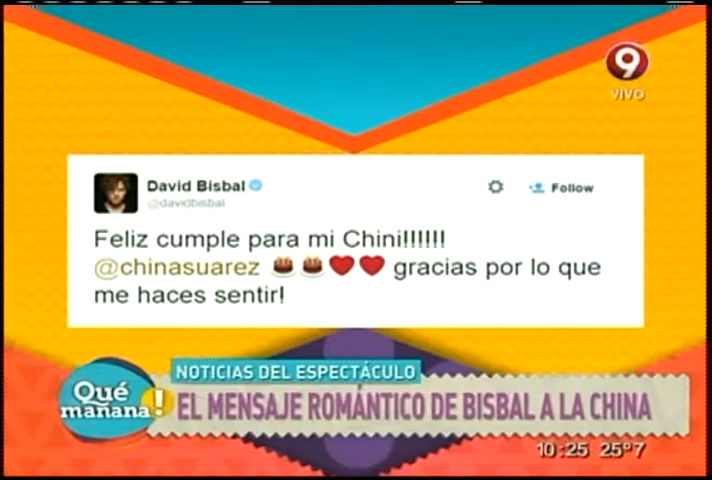 9
VIVO
David Bisbal
@davidbisbal
Follow
Feliz cumple para mi Chini!!!!!!
@chinasuarez 🎂🎂❤️❤️ gracias por lo que
me haces sentir!
NOTICIAS DEL ESPECTÁCULO
Qué
mañana!
EL MENSAJE ROMÁNTICO DE BISBAL A LA CHINA
10:25 25°7